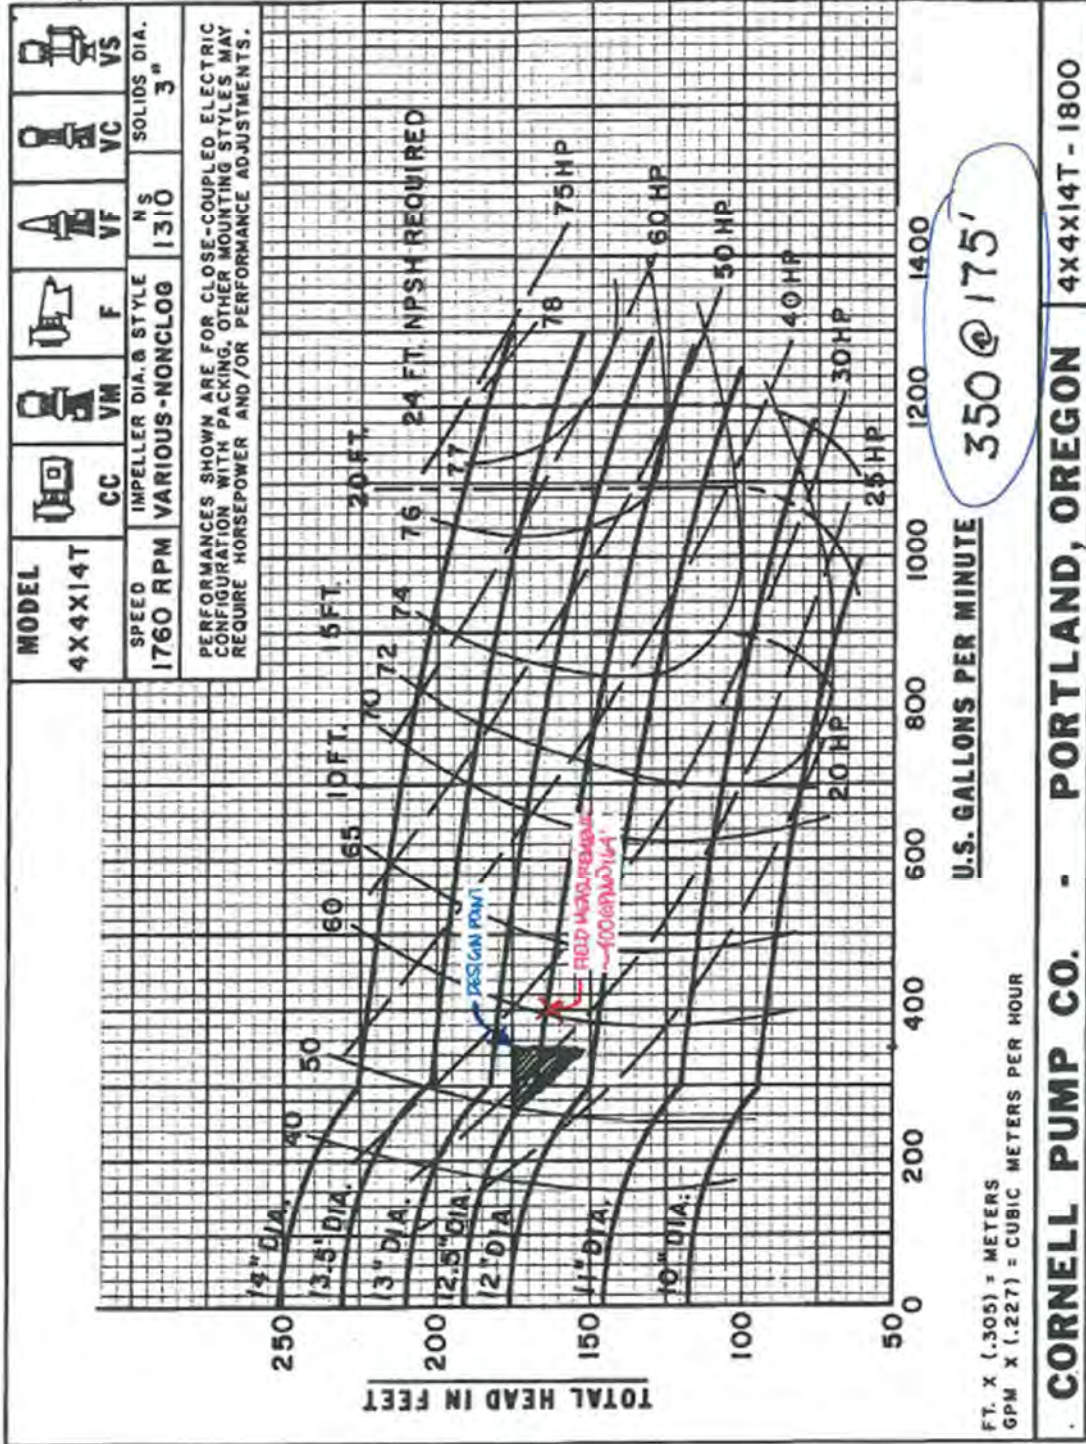 MODEL
4X4X14T
CC
VM
F
VF
VC
VS
SPEED
1760 RPM
IMPELLER DIA. & STYLE
VARIOUS-NONCLOG
NS
1310
SOLIDS DIA.
3"
PERFORMANCES SHOWN ARE FOR CLOSE-COUPLED ELECTRIC
CONFIGURATION WITH PACKING. OTHER MOUNTING STYLES MAY
REQUIRE HORSEPOWER AND/OR PERFORMANCE ADJUSTMENTS.
10 FT.
15 FT.
20 FT.
24 FT. NPSH REQUIRED
40
50
60
65
70
72
74
76
77
78
75 HP
60 HP
50 HP
40 HP
30 HP
25 HP
20 HP
14" DIA.
13.5" DIA.
13" DIA.
12.5" DIA.
12" DIA.
11" DIA.
10" DIA.
DESIGN POINT
FIELD MEASUREMENT
~400GPM@164'
TOTAL HEAD IN FEET
250
200
150
100
50
0
200
400
600
800
1000
1200
1400
U.S. GALLONS PER MINUTE
350 @ 175'
FT. X (.305) = METERS
GPM X (.227) = CUBIC METERS PER HOUR
CORNELL PUMP CO. - PORTLAND, OREGON
4X4X14T-1800